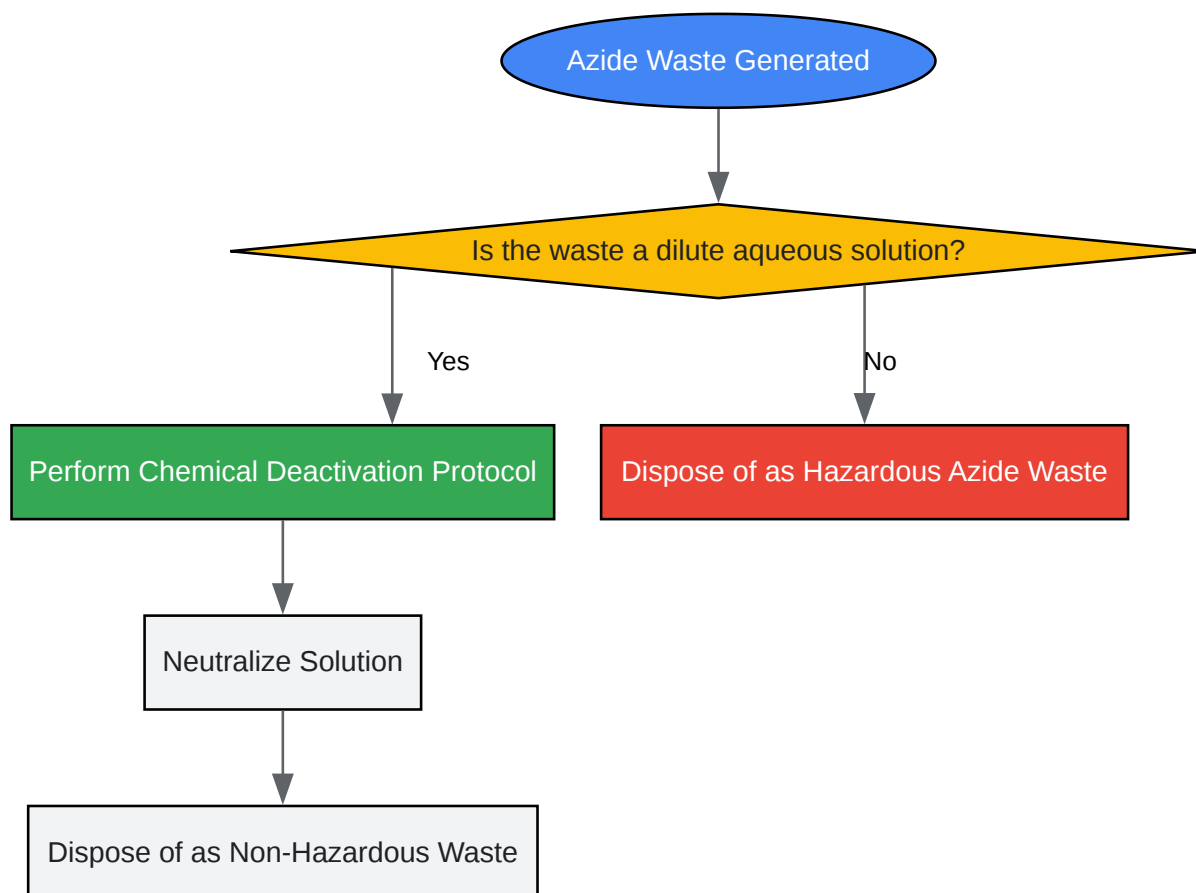 Azide Waste Generated
Is the waste a dilute aqueous solution?
Yes
No
Perform Chemical Deactivation Protocol
Dispose of as Hazardous Azide Waste
Neutralize Solution
Dispose of as Non-Hazardous Waste